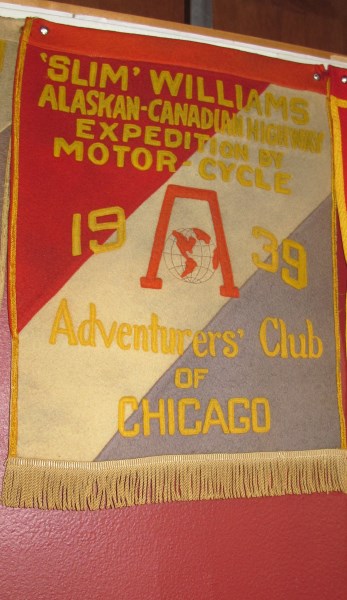 'SLIM' WILLIAMS
ALASKAN-CANADIAN HIGHWAY
EXPEDITION BY
MOTOR-CYCLE
19 A 39
Adventurers' Club
OF
CHICAGO